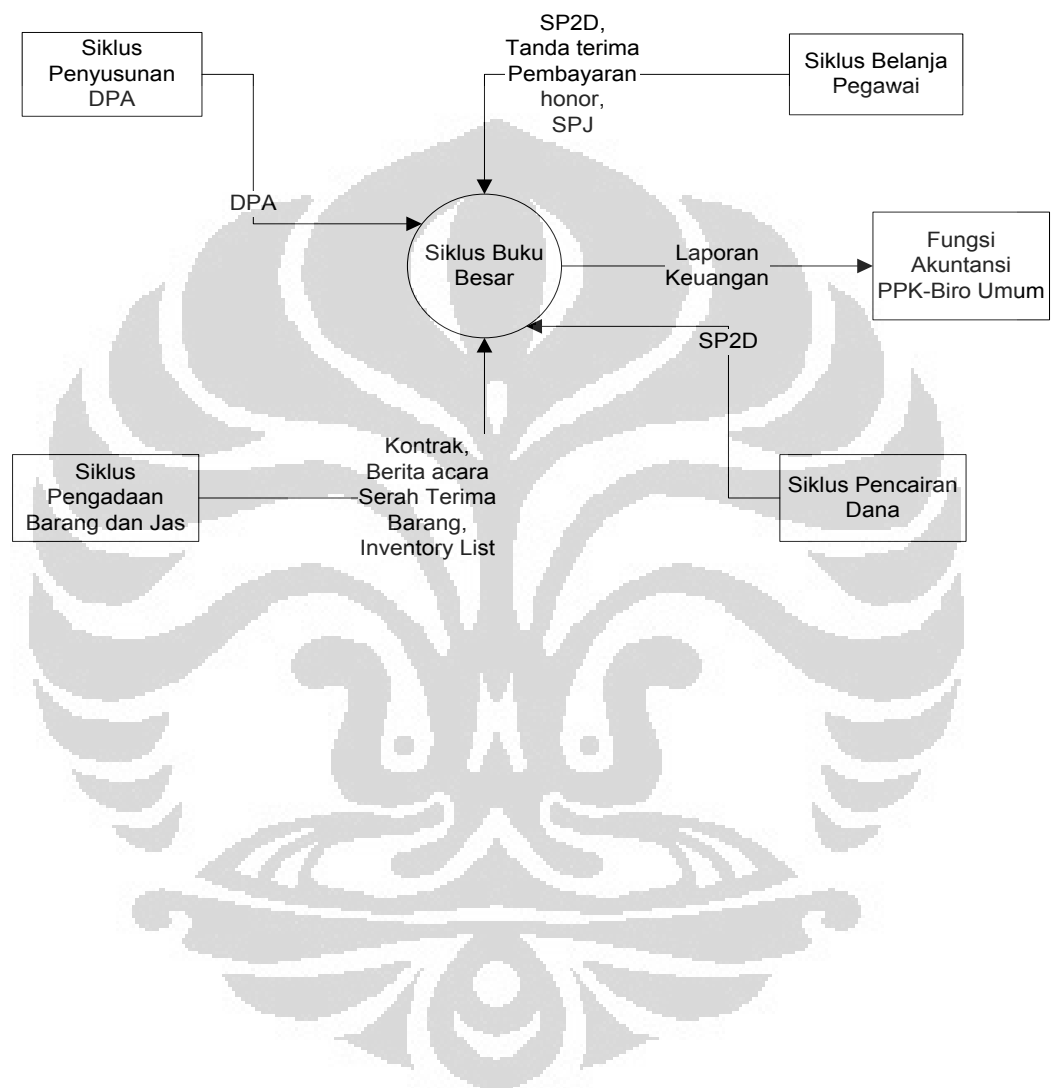 Siklus
Penyusunan
DPA
SP2D,
Tanda terima
Pembayaran
honor,
SPJ
Siklus Belanja
Pegawai
DPA
Siklus Buku
Besar
Laporan
Keuangan
Fungsi
Akuntansi
PPK-Biro Umum
SP2D
Siklus
Pengadaan
Barang dan Jas
Kontrak,
Berita acara
Serah Terima
Barang,
Inventory List
Siklus Pencairan
Dana